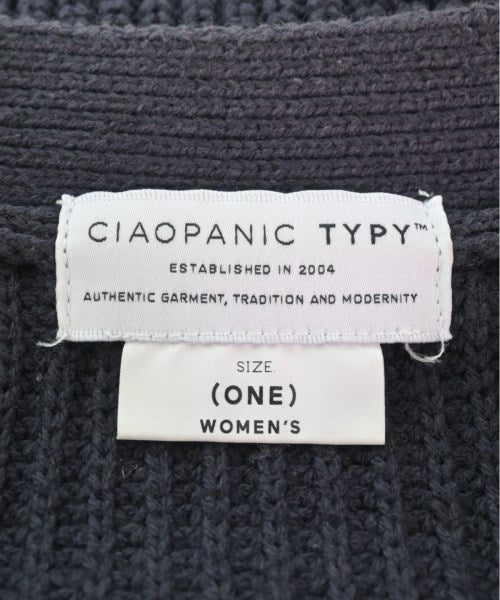 CIAOPANIC TYPY™
ESTABLISHED IN 2004
AUTHENTIC GARMENT, TRADITION AND MODERNITY
SIZE.
(ONE)
WOMEN'S